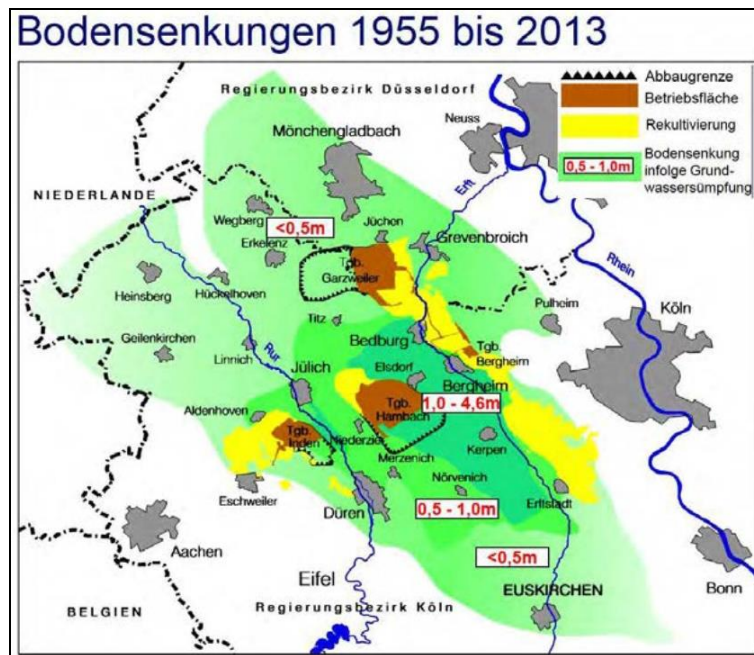 Bodensenkungen 1955 bis 2013
Regierungsbezirk Düsseldorf
Abbaugrenze
Betriebsfläche
Rekultivierung
0,5 - 1,0m
Bodensenkung
infolge Grund-
wassersümpfung
Neuss
Mönchengladbach
NIEDERLANDE
Erft
Wegberg
<0,5m
Jüchen
Erkelenz
Grevenbroich
Tgb.
Garzweiler
Rhein
Heinsberg
Hückelhoven
Pulheim
Köln
Titz
Geilenkirchen
Bedburg
Linnich
Rur
Tgb.
Bergheim
Jülich
Elsdorf
Bergheim
1,0 - 4,6m
Tgb.
Hambach
Aldenhoven
Tgb.
Inden
Niederzier
Kerpen
Merzenich
Nörvenich
Eschweiler
Düren
0,5 - 1,0m
Erftstadt
Aachen
<0,5m
Eifel
EUSKIRCHEN
Bonn
BELGIEN
Regierungsbezirk Köln